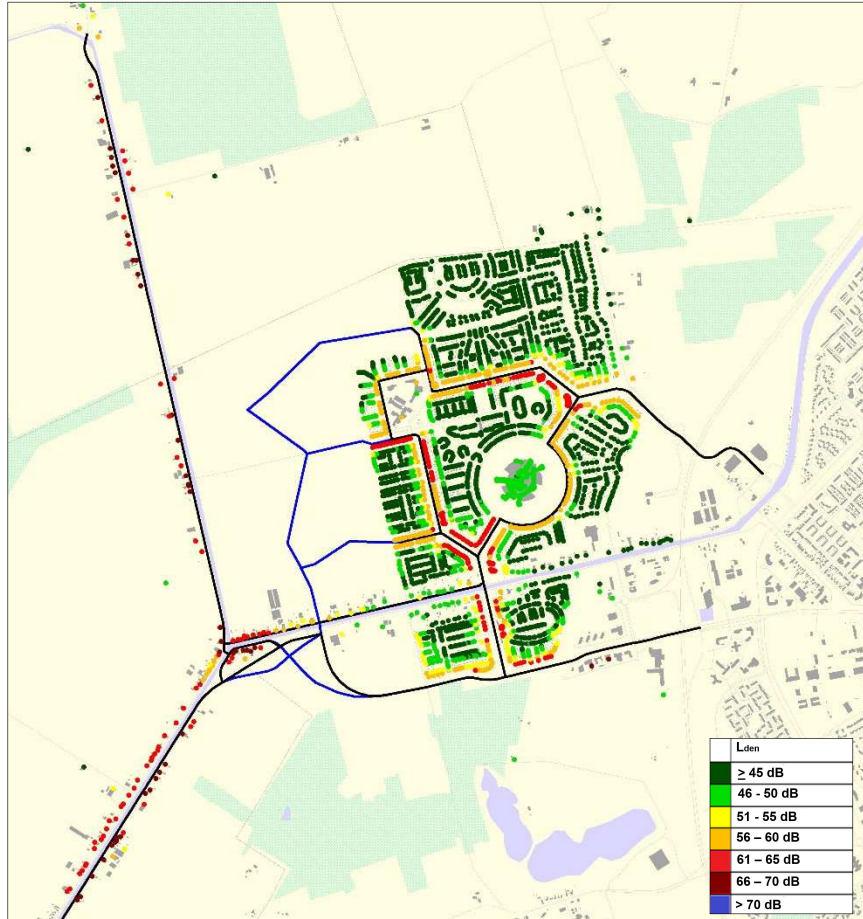 Lden
≥ 45 dB
46 - 50 dB
51 - 55 dB
56 – 60 dB
61 – 65 dB
66 – 70 dB
> 70 dB